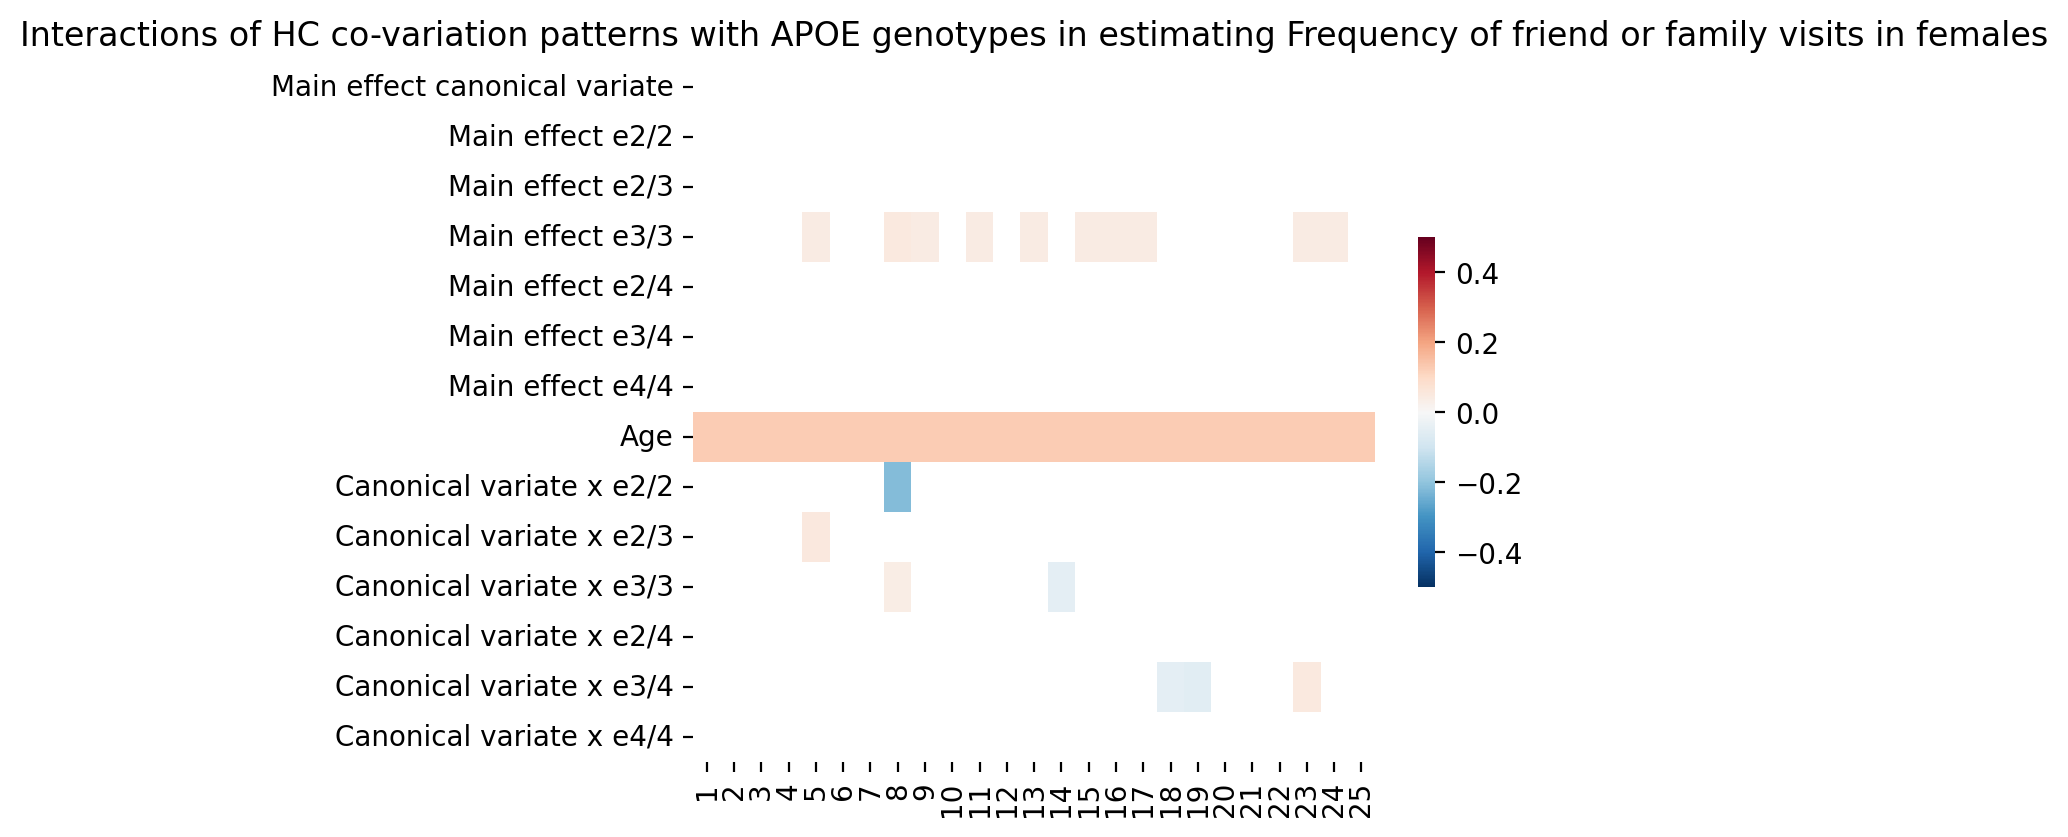 Interactions of HC co-variation patterns with APOE genotypes in estimating Frequency of friend or family visits in females
Main effect canonical variate
Main effect e2/2
Main effect e2/3
Main effect e3/3
Main effect e2/4
Main effect e3/4
Main effect e4/4
Age
Canonical variate x e2/2
Canonical variate x e2/3
Canonical variate x e3/3
Canonical variate x e2/4
Canonical variate x e3/4
Canonical variate x e4/4
1 2 3 4 5 6 7 8 9 10 11 12 13 14 15 16 17 18 19 20 21 22 23 24 25
0.4
0.2
0.0
−0.2
−0.4